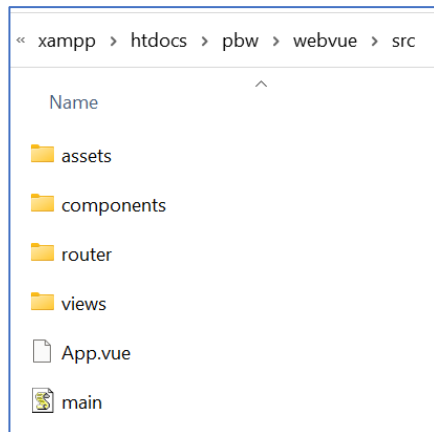 « xampp > htdocs > pbw > webvue > src
Name
assets
components
router
views
App.vue
main